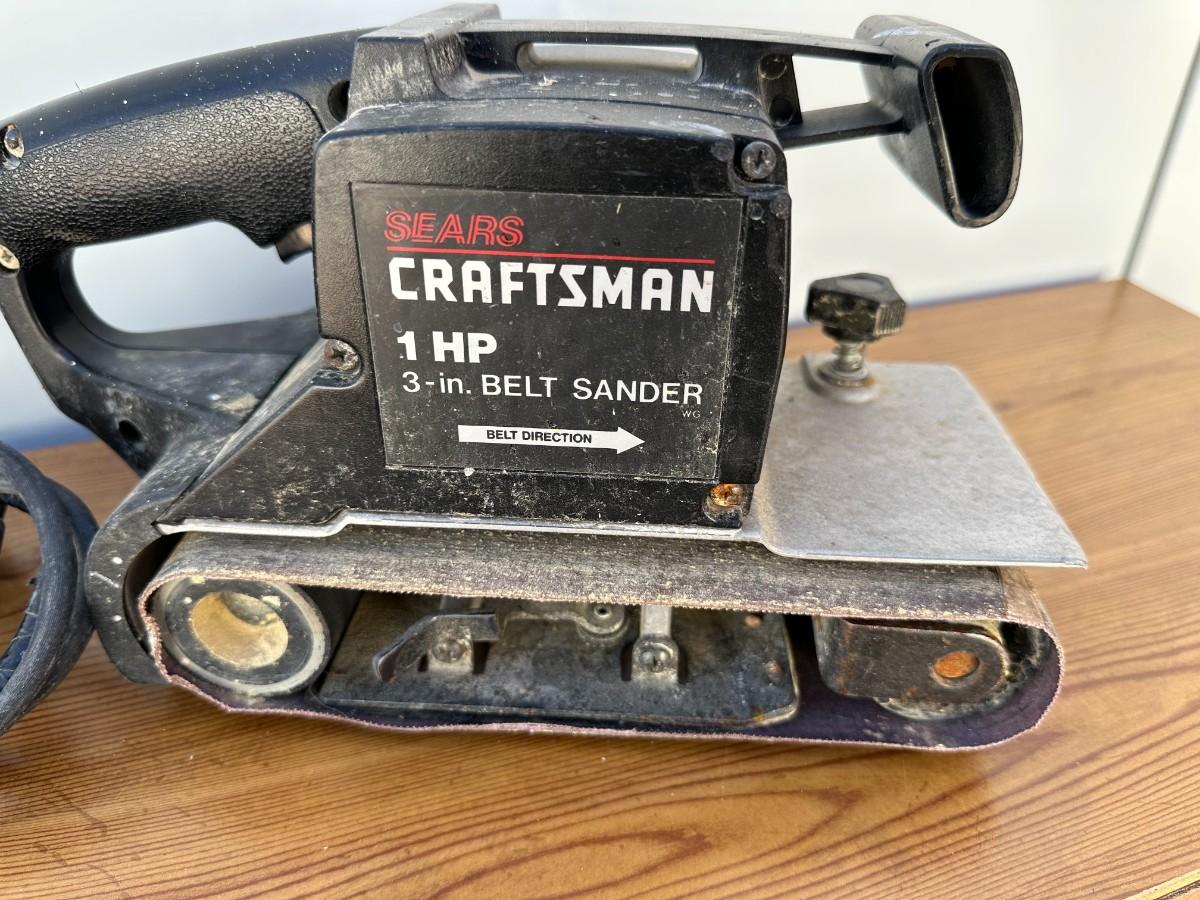 SEARS
CRAFTSMAN
1 HP
3-in. BELT SANDER
WG
BELT DIRECTION